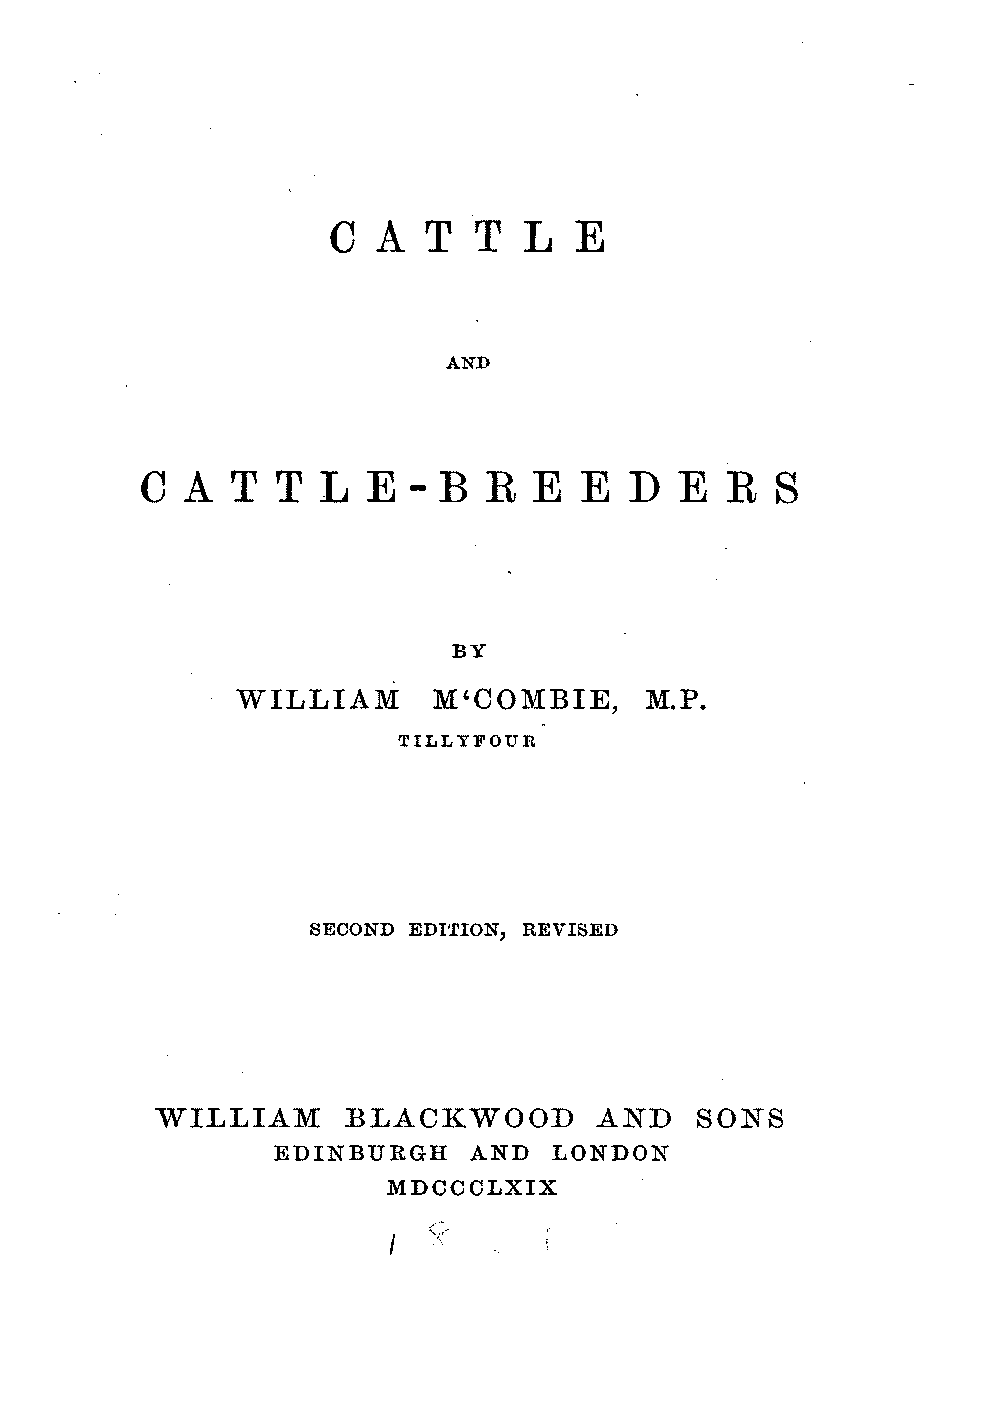 CATTLE
AND
CATTLE-BREEDERS
BY
WILLIAM M‘COMBIE, M.P.
TILLYFOUR
SECOND EDITION, REVISED
WILLIAM BLACKWOOD AND SONS
EDINBURGH AND LONDON
MDCCCLXIX